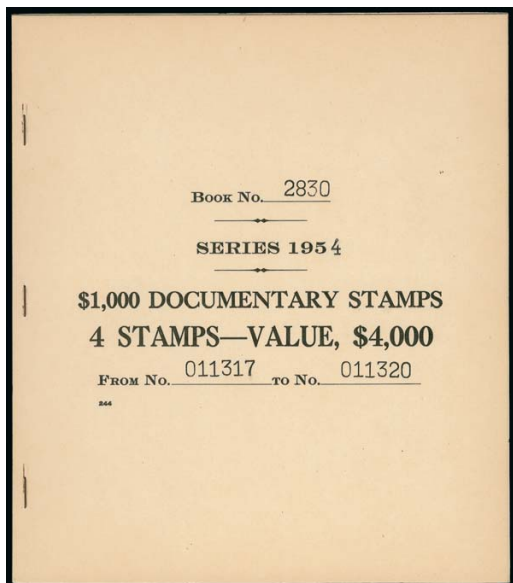 Book No. 2830
SERIES 1954
$1,000 DOCUMENTARY STAMPS
4 STAMPS—VALUE, $4,000
From No. 011317 to No. 011320
244